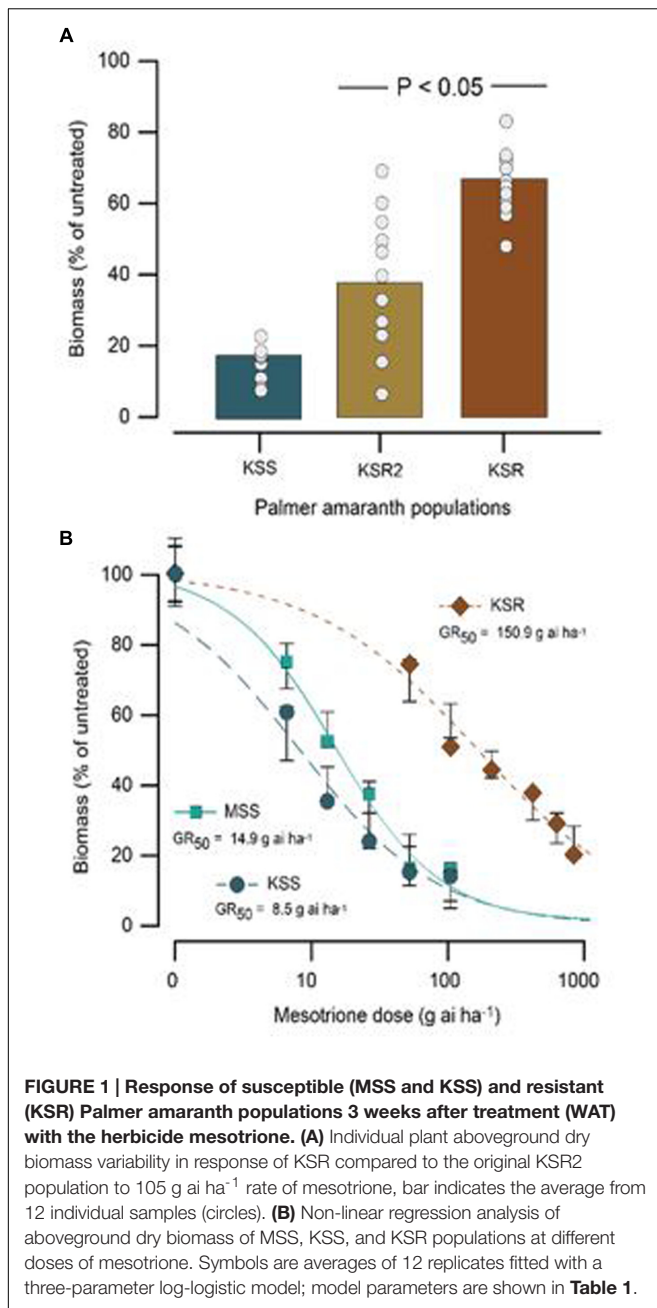 A
100
80
60
40
20
0
Biomass (% of untreated)
P < 0.05
KSS
KSR2
KSR
Palmer amaranth populations
B
100
80
60
40
20
0
Biomass (% of untreated)
KSR
GR50 = 150.9 g ai ha-1
MSS
GR50 = 14.9 g ai ha-1
KSS
GR50 = 8.5 g ai ha-1
0
10
100
1000
Mesotrione dose (g ai ha-1)
FIGURE 1 | Response of susceptible (MSS and KSS) and resistant
(KSR) Palmer amaranth populations 3 weeks after treatment (WAT)
with the herbicide mesotrione. (A) Individual plant aboveground dry
biomass variability in response of KSR compared to the original KSR2
population to 105 g ai ha-1 rate of mesotrione, bar indicates the average from
12 individual samples (circles). (B) Non-linear regression analysis of
aboveground dry biomass of MSS, KSS, and KSR populations at different
doses of mesotrione. Symbols are averages of 12 replicates fitted with a
three-parameter log-logistic model; model parameters are shown in Table 1.